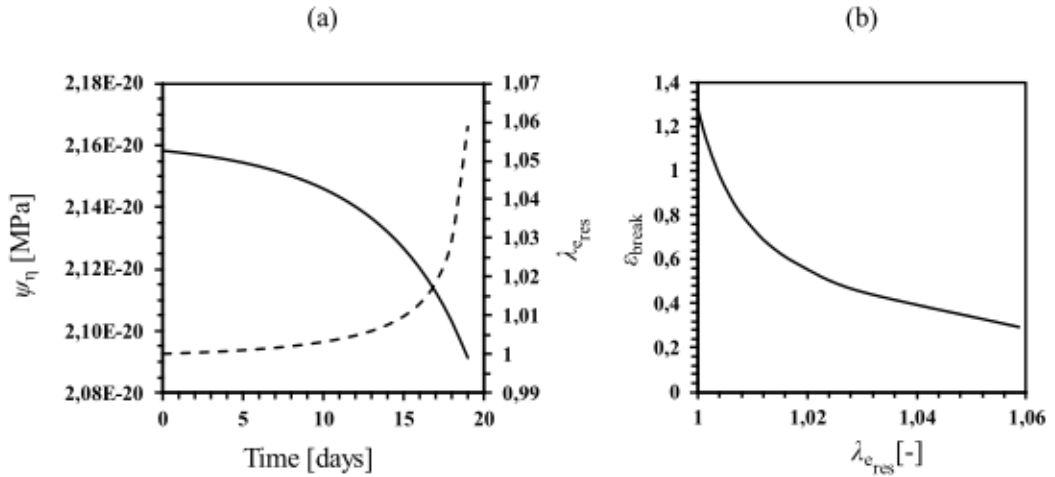 (a)
2,18E-20
2,16E-20
2,14E-20
2,12E-20
2,10E-20
2,08E-20
ψη [MPa]
0
5
10
15
20
Time [days]
1,07
1,06
1,05
1,04
1,03
1,02
1,01
1
0,99
λe_res
(b)
1,4
1,2
1
0,8
0,6
0,4
0,2
0
εbreak
1
1,02
1,04
1,06
λe_res[-]